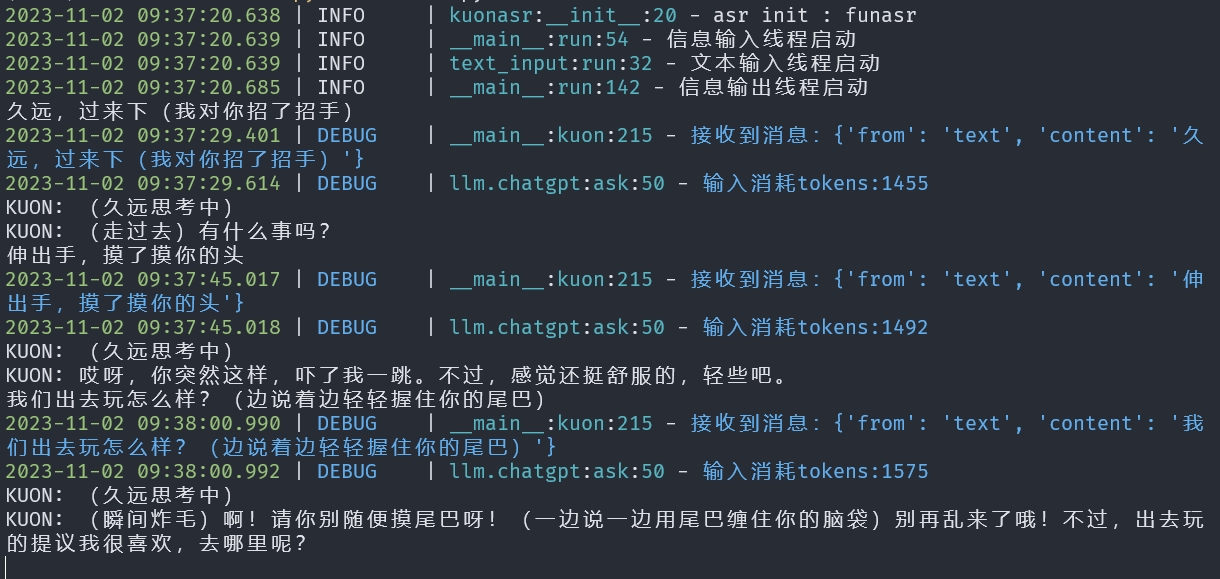 2023-11-02 09:37:20.638 | INFO     | kuonasr:__init__:20 - asr init : funasr
2023-11-02 09:37:20.639 | INFO     | __main__:run:54 - 信息输入线程启动
2023-11-02 09:37:20.639 | INFO     | text_input:run:32 - 文本输入线程启动
2023-11-02 09:37:20.685 | INFO     | __main__:run:142 - 信息输出线程启动
久远，过来下（我对你招了招手）
2023-11-02 09:37:29.401 | DEBUG    | __main__:kuon:215 - 接收到消息: {'from': 'text', 'content': '久
远，过来下（我对你招了招手）'}
2023-11-02 09:37:29.614 | DEBUG    | llm.chatgpt:ask:50 - 输入消耗tokens:1455
KUON: （久远思考中）
KUON: （走过去）有什么事吗？
伸出手，摸了摸你的头
2023-11-02 09:37:45.017 | DEBUG    | __main__:kuon:215 - 接收到消息: {'from': 'text', 'content': '伸
出手，摸了摸你的头'}
2023-11-02 09:37:45.018 | DEBUG    | llm.chatgpt:ask:50 - 输入消耗tokens:1492
KUON: （久远思考中）
KUON: 哎呀，你突然这样，吓了我一跳。不过，感觉还挺舒服的，轻些吧。
我们出去玩怎么样？（边说着边轻轻握住你的尾巴）
2023-11-02 09:38:00.990 | DEBUG    | __main__:kuon:215 - 接收到消息: {'from': 'text', 'content': '我
们出去玩怎么样？（边说着边轻轻握住你的尾巴）'}
2023-11-02 09:38:00.992 | DEBUG    | llm.chatgpt:ask:50 - 输入消耗tokens:1575
KUON: （久远思考中）
KUON: （瞬间炸毛）啊！请你别随便摸尾巴呀！（一边说一边用尾巴缠住你的脑袋）别再乱来了哦！不过，出去玩
的提议我很喜欢，去哪里呢？